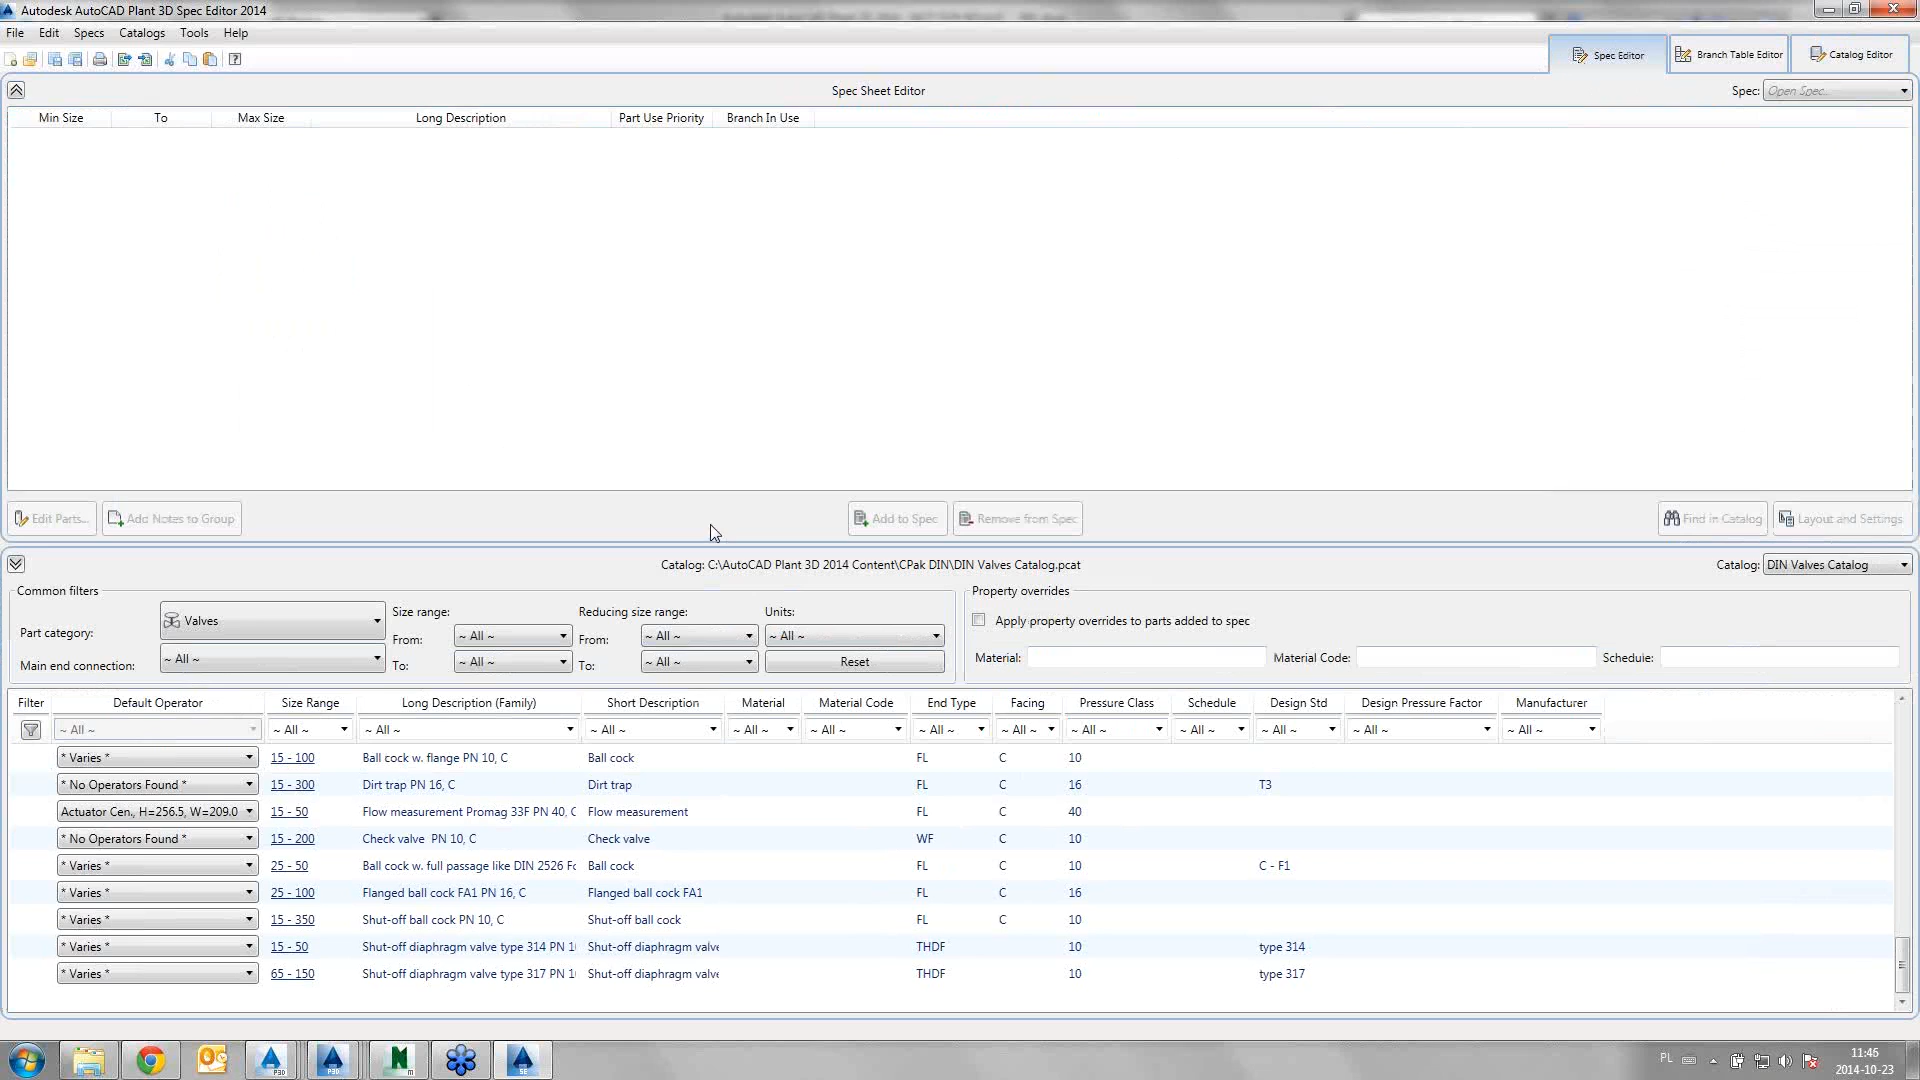 Autodesk AutoCAD Plant 3D Spec Editor 2014
File Edit Specs Catalogs Tools Help
Spec Editor Branch Table Editor Catalog Editor
Spec Sheet Editor Spec: Open Spec...
Min Size To Max Size Long Description Part Use Priority Branch In Use
Edit Parts... Add Notes to Group Add to Spec Remove from Spec Find in Catalog Layout and Settings
Catalog: C:\AutoCAD Plant 3D 2014 Content\CPak DIN\DIN Valves Catalog.pcat Catalog: DIN Valves Catalog
Common filters Property overrides
Part category: Valves Size range: Reducing size range: Units: Apply property overrides to parts added to spec
From: ~ All ~ From: ~ All ~ ~ All ~
Main end connection: ~ All ~ To: ~ All ~ To: ~ All ~ Reset Material: Material Code: Schedule:
Filter Default Operator Size Range Long Description (Family) Short Description Material Material Code End Type Facing Pressure Class Schedule Design Std Design Pressure Factor Manufacturer
~ All ~ ~ All ~ ~ All ~ ~ All ~ ~ All ~ ~ All ~ ~ All ~ ~ All ~ ~ All ~ ~ All ~ ~ All ~ ~ All ~ ~ All ~
* Varies * 15 - 100 Ball cock w. flange PN 10, C Ball cock FL C 10
* No Operators Found * 15 - 300 Dirt trap PN 16, C Dirt trap FL C 16 T3
Actuator Cen., H=256.5, W=209.0 15 - 50 Flow measurement Promag 33F PN 40, C Flow measurement FL C 40
* No Operators Found * 15 - 200 Check valve PN 10, C Check valve WF C 10
* Varies * 25 - 50 Ball cock w. full passage like DIN 2526 Fo Ball cock FL C 10 C - F1
* Varies * 25 - 100 Flanged ball cock FA1 PN 16, C Flanged ball cock FA1 FL C 16
* Varies * 15 - 350 Shut-off ball cock PN 10, C Shut-off ball cock FL C 10
* Varies * 15 - 50 Shut-off diaphragm valve type 314 PN 1 Shut-off diaphragm valve THDF 10 type 314
* Varies * 65 - 150 Shut-off diaphragm valve type 317 PN 1 Shut-off diaphragm valve THDF 10 type 317
P3D P3D N m SE PL 11:45
2014-10-23